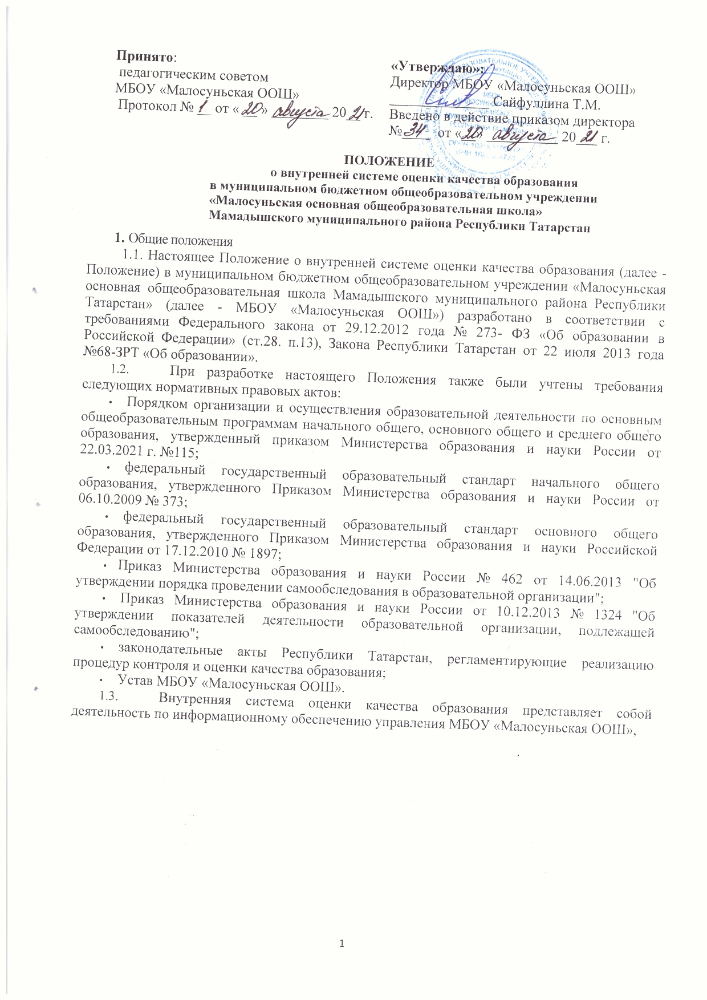 Принято:
педагогическим советом
МБОУ «Малосуньская ООШ»
Протокол № 1 от «20» августа 2021г.
«Утверждаю»:
Директор МБОУ «Малосуньская ООШ»
Сайфуллина Т.М.
Введено в действие приказом директора
№ 34 от «20» августа 2021 г.
ПОЛОЖЕНИЕ
о внутренней системе оценки качества образования
в муниципальном бюджетном общеобразовательном учреждении
«Малосуньская основная общеобразовательная школа»
Мамадышского муниципального района Республики Татарстан
1. Общие положения
1.1. Настоящее Положение о внутренней системе оценки качества образования (далее -
Положение) в муниципальном бюджетном общеобразовательном учреждении «Малосуньская
основная общеобразовательная школа Мамадышского муниципального района Республики
Татарстан» (далее - МБОУ «Малосуньская ООШ») разработано в соответствии с
требованиями Федерального закона от 29.12.2012 года № 273- ФЗ «Об образовании в
Российской Федерации» (ст.28. п.13), Закона Республики Татарстан от 22 июля 2013 года
№68-ЗРТ «Об образовании».
1.2. При разработке настоящего Положения также были учтены требования
следующих нормативных правовых актов:
• Порядком организации и осуществления образовательной деятельности по основным
общеобразовательным программам начального общего, основного общего и среднего общего
образования, утвержденный приказом Министерства образования и науки России от
22.03.2021 г. №115;
• федеральный государственный образовательный стандарт начального общего
образования, утвержденного Приказом Министерства образования и науки России от
06.10.2009 № 373;
• федеральный государственный образовательный стандарт основного общего
образования, утвержденного Приказом Министерства образования и науки Российской
Федерации от 17.12.2010 № 1897;
• Приказ Министерства образования и науки России № 462 от 14.06.2013 "Об
утверждении порядка проведении самообследования в образовательной организации";
• Приказ Министерства образования и науки России от 10.12.2013 № 1324 "Об
утверждении показателей деятельности образовательной организации, подлежащей
самообследованию";
• законодательные акты Республики Татарстан, регламентирующие реализацию
процедур контроля и оценки качества образования;
• Устав МБОУ «Малосуньская ООШ».
1.3. Внутренняя система оценки качества образования представляет собой
деятельность по информационному обеспечению управления МБОУ «Малосуньская ООШ»,
1